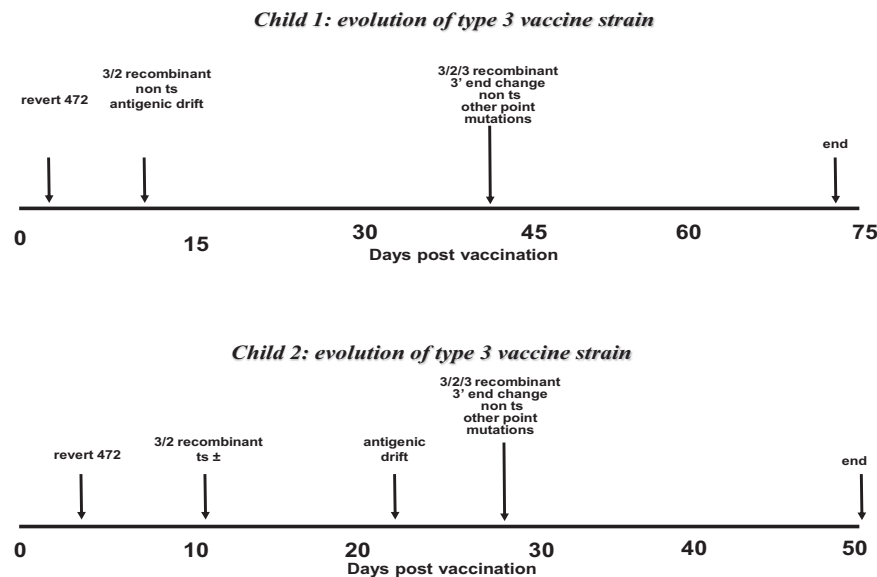 Child 1: evolution of type 3 vaccine strain
revert 472
3/2 recombinant
non ts
antigenic drift
3/2/3 recombinant
3’ end change
non ts
other point
mutations
end
0 15 30 45 60 75
Days post vaccination
Child 2: evolution of type 3 vaccine strain
revert 472
3/2 recombinant
ts ±
antigenic
drift
3/2/3 recombinant
3’ end change
non ts
other point
mutations
end
0 10 20 30 40 50
Days post vaccination